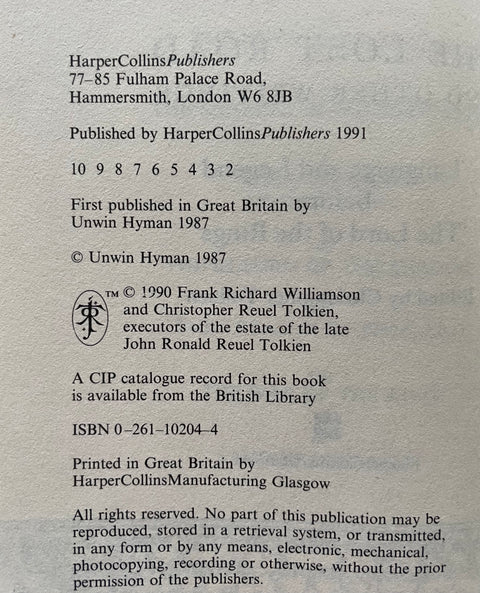 HarperCollinsPublishers
77–85 Fulham Palace Road,
Hammersmith, London W6 8JB
Published by HarperCollinsPublishers 1991
10 9 8 7 6 5 4 3 2
First published in Great Britain by
Unwin Hyman 1987
© Unwin Hyman 1987
™ © 1990 Frank Richard Williamson
and Christopher Reuel Tolkien,
executors of the estate of the late
John Ronald Reuel Tolkien
A CIP catalogue record for this book
is available from the British Library
ISBN 0–261–10204–4
Printed in Great Britain by
HarperCollinsManufacturing Glasgow
All rights reserved. No part of this publication may be
reproduced, stored in a retrieval system, or transmitted,
in any form or by any means, electronic, mechanical,
photocopying, recording or otherwise, without the prior
permission of the publishers.